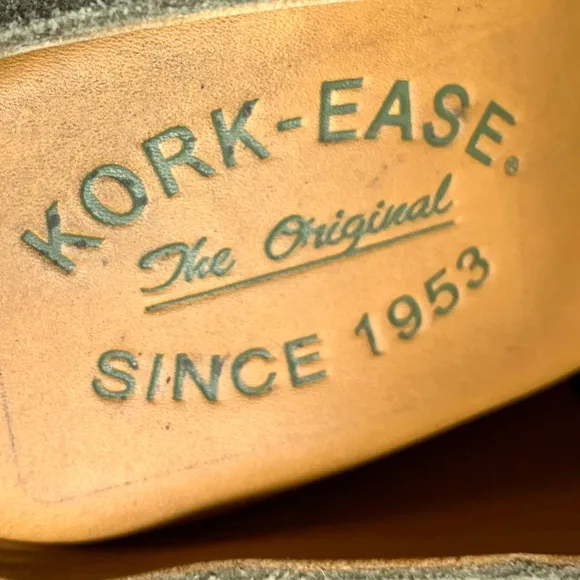 KORK-EASE®
The Original
SINCE 1953